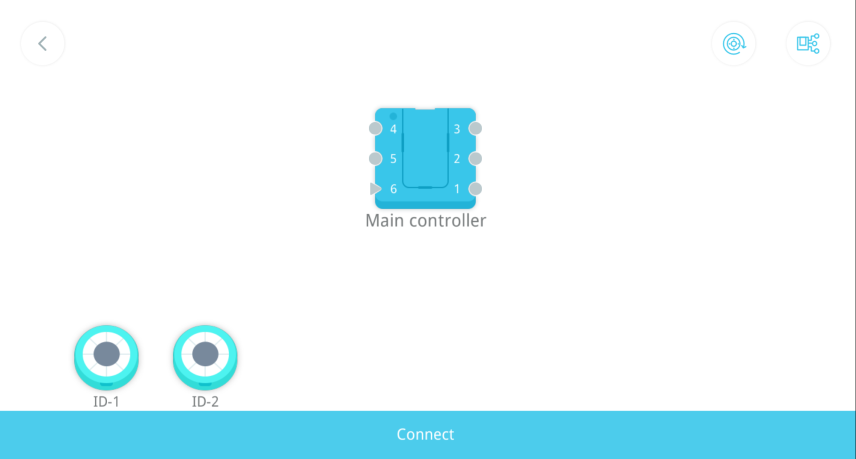 4 3
5 2
6 1
Main controller
ID-1 ID-2
Connect